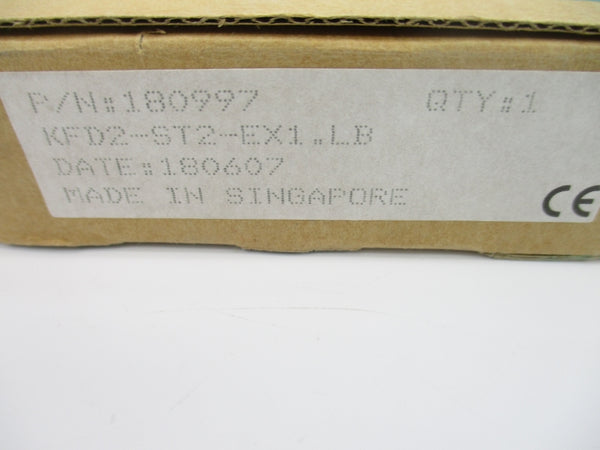 P/N:180997 QTY:1
KFD2-ST2-EX1.LB
DATE:180607
MADE IN SINGAPORE CE